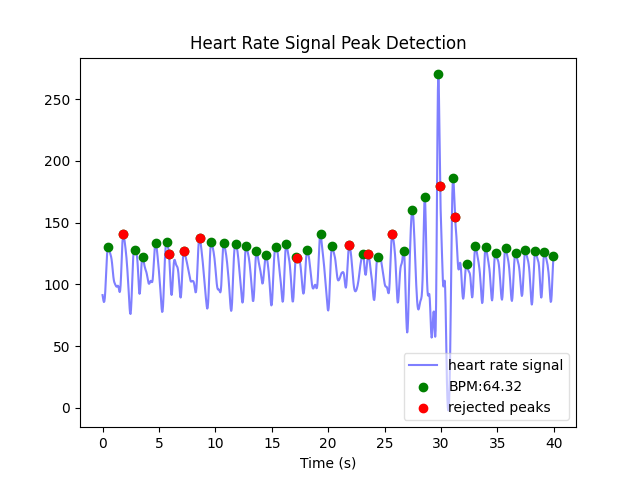 Heart Rate Signal Peak Detection
250
200
150
100
50
0
heart rate signal
BPM:64.32
rejected peaks
0 5 10 15 20 25 30 35 40
Time (s)